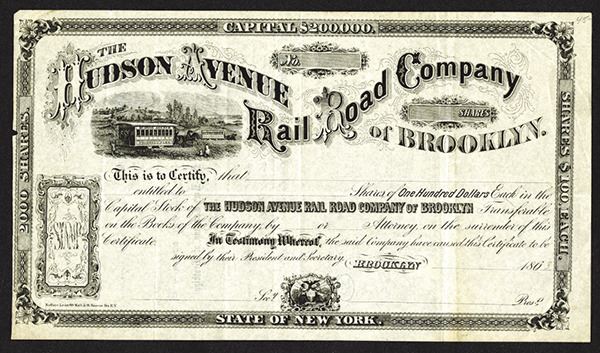 45-
CAPITAL $200,000.
THE
HUDSON AVENUE
Rail Road Company
of BROOKLYN.
No.
SHARES
2000 SHARES.
SHARES $100 EACH.
This is to Certify, that
entitled to Shares of One Hundred Dollars Each in the
Capital Stock of THE HUDSON AVENUE RAIL ROAD COMPANY OF BROOKLYN Transferable
on the Books of the Company, by or Attorney, on the surrender of this
Certificate. In Testimony Whereof, the said Company have caused this Certificate to be
signed by their President and Secretary.
BROOKLYN 186
Secy. Prest.
STATE OF NEW YORK.